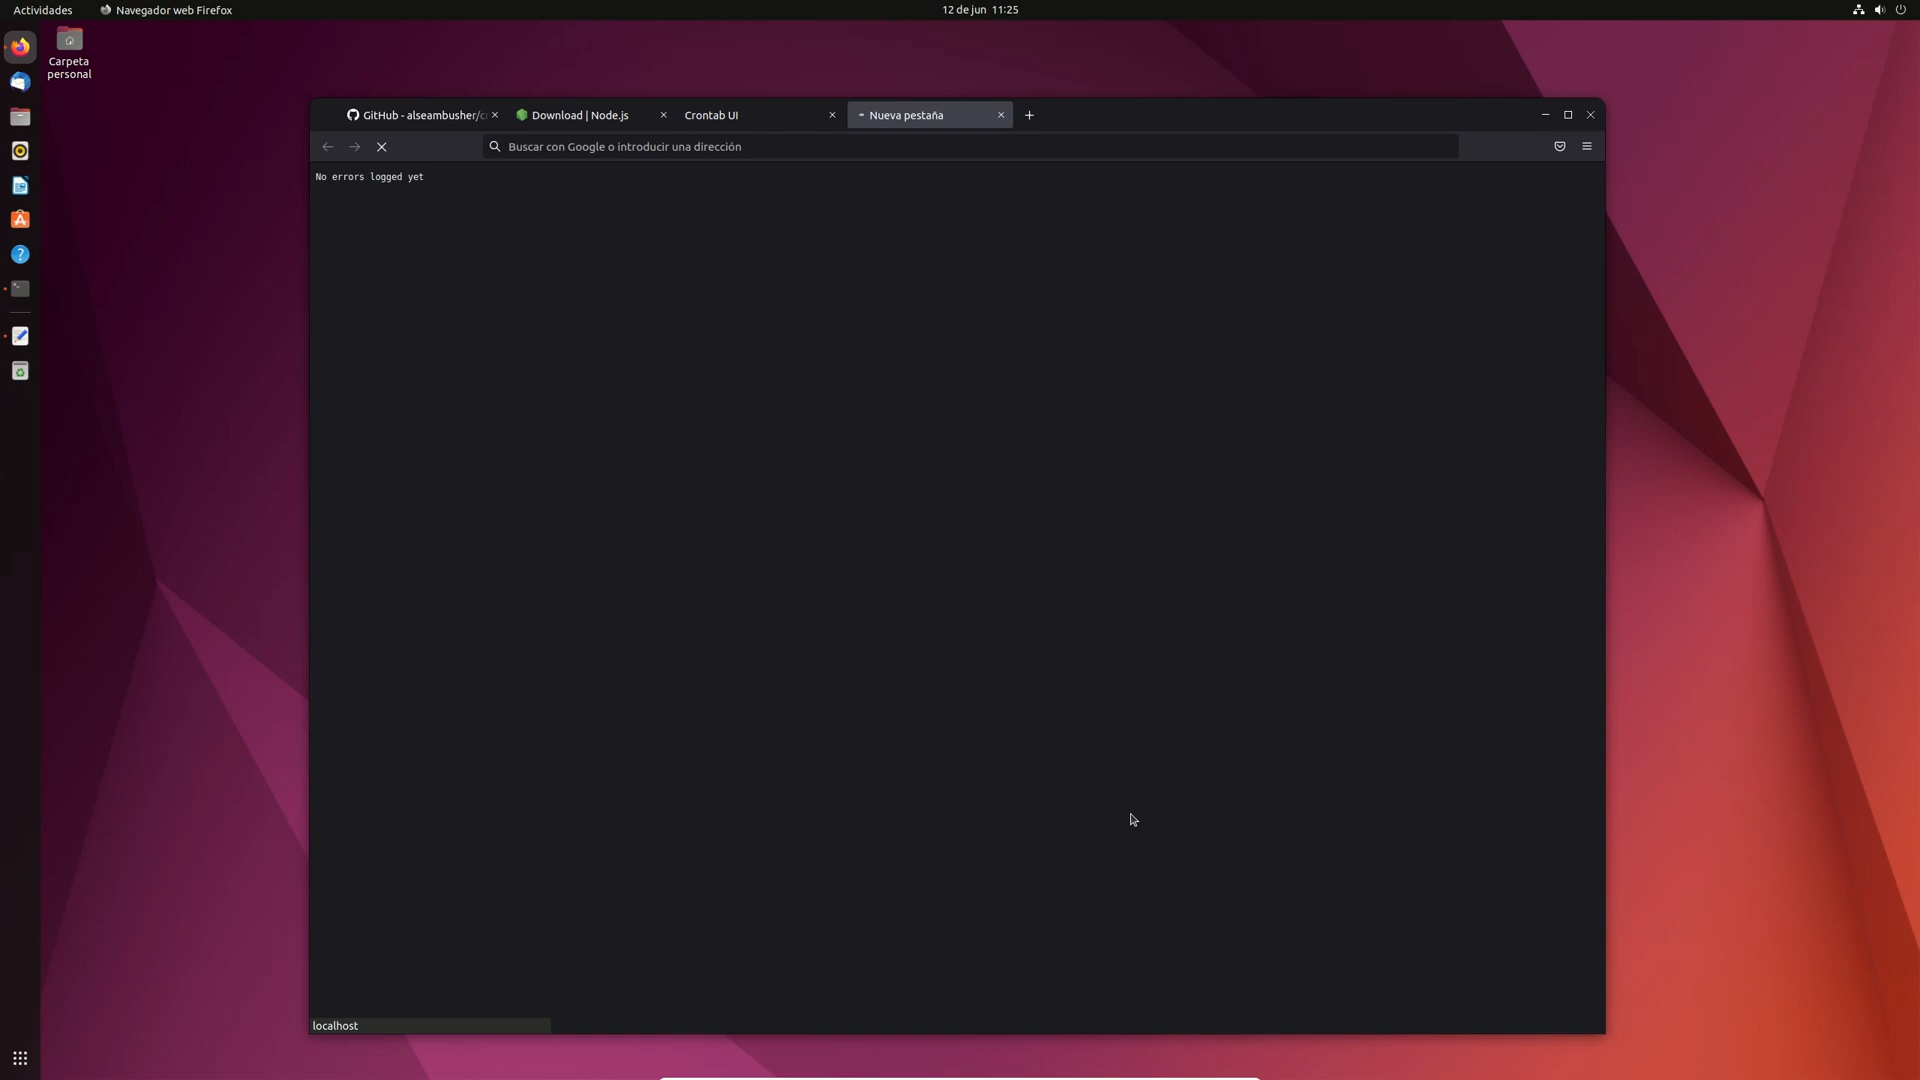 Actividades
Navegador web Firefox
12 de jun 11:25
Carpeta
personal
GitHub - alseambusher/c
Download | Node.js
Crontab UI
Nueva pestaña
Buscar con Google o introducir una dirección
No errors logged yet
localhost